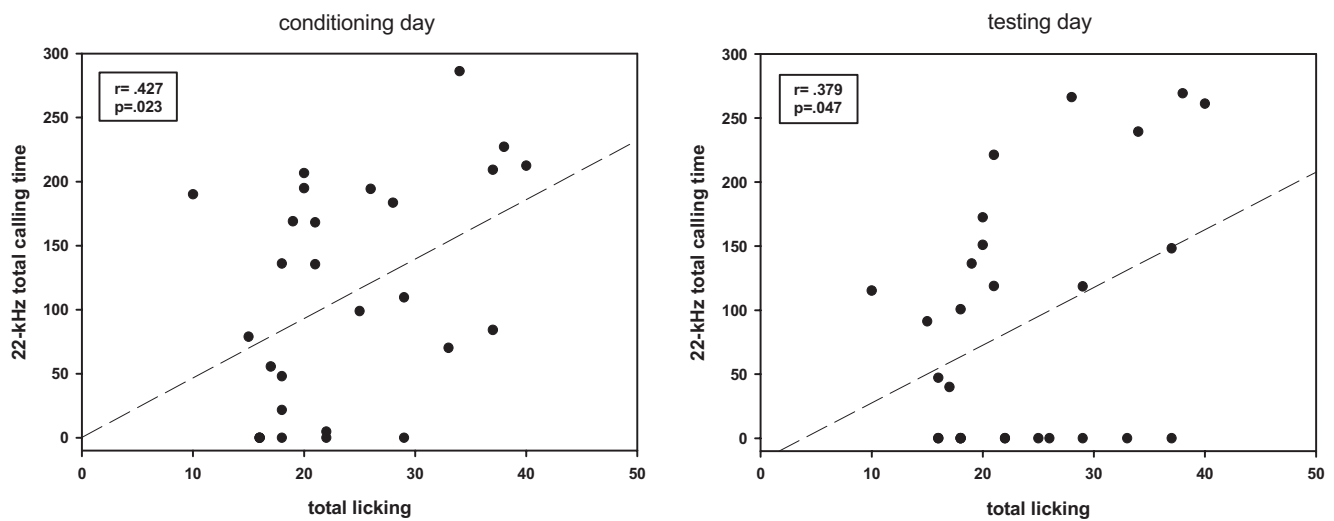 conditioning day
300
250
200
150
100
50
0
22-kHz total calling time
r= .427
p=.023
0 10 20 30 40 50
total licking
testing day
300
250
200
150
100
50
0
22-kHz total calling time
r= .379
p=.047
0 10 20 30 40 50
total licking